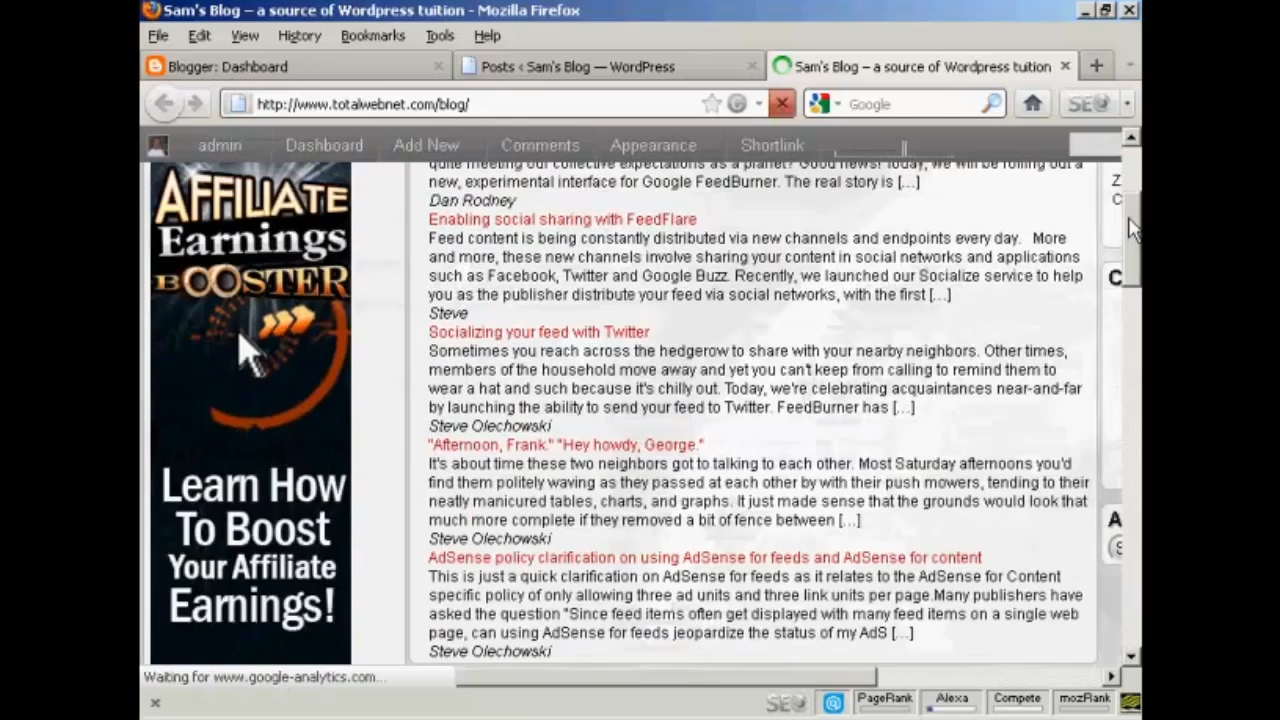 Sam's Blog – a source of Wordpress tuition - Mozilla Firefox
File Edit View History Bookmarks Tools Help
Blogger: Dashboard
Posts ‹ Sam's Blog — WordPress
Sam's Blog – a source of Wordpress tuition
http://www.totalwebnet.com/blog/
Google
admin Dashboard Add New Comments Appearance Shortlink
AFFILIATE
Earnings
BOOSTER
Learn How
To Boost
Your Affiliate
Earnings!
quite meeting our collective expectations as a planet? Good news! Today, we will be rolling out a
new, experimental interface for Google FeedBurner. The real story is [...]
Dan Rodney
Enabling social sharing with FeedFlare
Feed content is being constantly distributed via new channels and endpoints every day. More
and more, these new channels involve sharing your content in social networks and applications
such as Facebook, Twitter and Google Buzz. Recently, we launched our Socialize service to help
you as the publisher distribute your feed via social networks, with the first [...]
Steve
Socializing your feed with Twitter
Sometimes you reach across the hedgerow to share with your nearby neighbors. Other times,
members of the household move away and yet you can't keep from calling to remind them to
wear a hat and such because it's chilly out. Today, we're celebrating acquaintances near-and-far
by launching the ability to send your feed to Twitter. FeedBurner has [...]
Steve Olechowski
"Afternoon, Frank." "Hey howdy, George."
It's about time these two neighbors got to talking to each other. Most Saturday afternoons you'd
find them politely waving as they passed at each other by with their push mowers, tending to their
neatly manicured tables, charts, and graphs. It just made sense that the grounds would look that
much more complete if they removed a bit of fence between [...]
Steve Olechowski
AdSense policy clarification on using AdSense for feeds and AdSense for content
This is just a quick clarification on AdSense for feeds as it relates to the AdSense for Content
specific policy of only allowing three ad units and three link units per page.Many publishers have
asked the question "Since feed items often get displayed with many feed items on a single web
page, can using AdSense for feeds jeopardize the status of my AdS [...]
Steve Olechowski
Waiting for www.google-analytics.com...
PageRank Alexa Compete mozRank